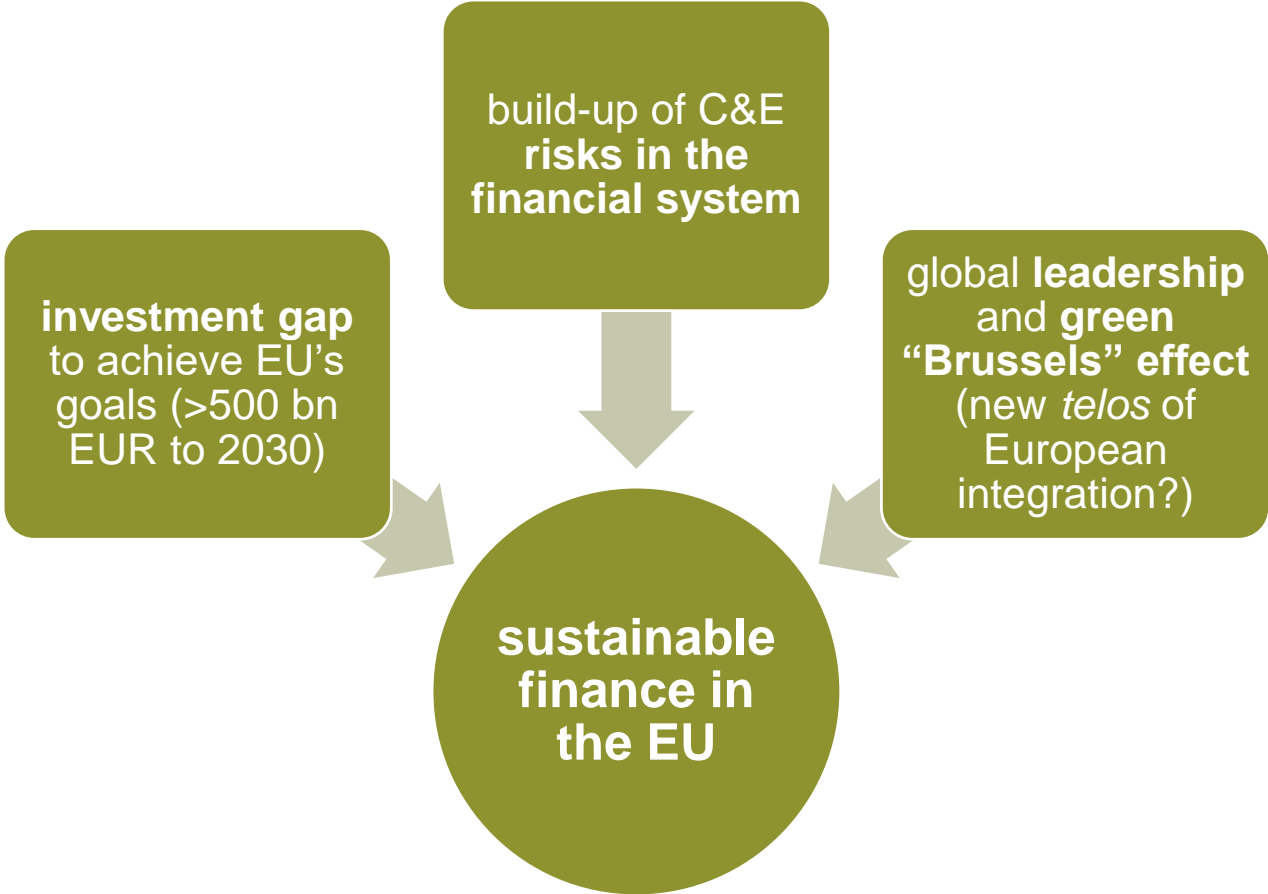 build-up of C&E
risks in the
financial system
investment gap
to achieve EU's
goals (>500 bn
EUR to 2030)
global leadership
and green
“Brussels” effect
(new telos of
European
integration?)
sustainable
finance in
the EU